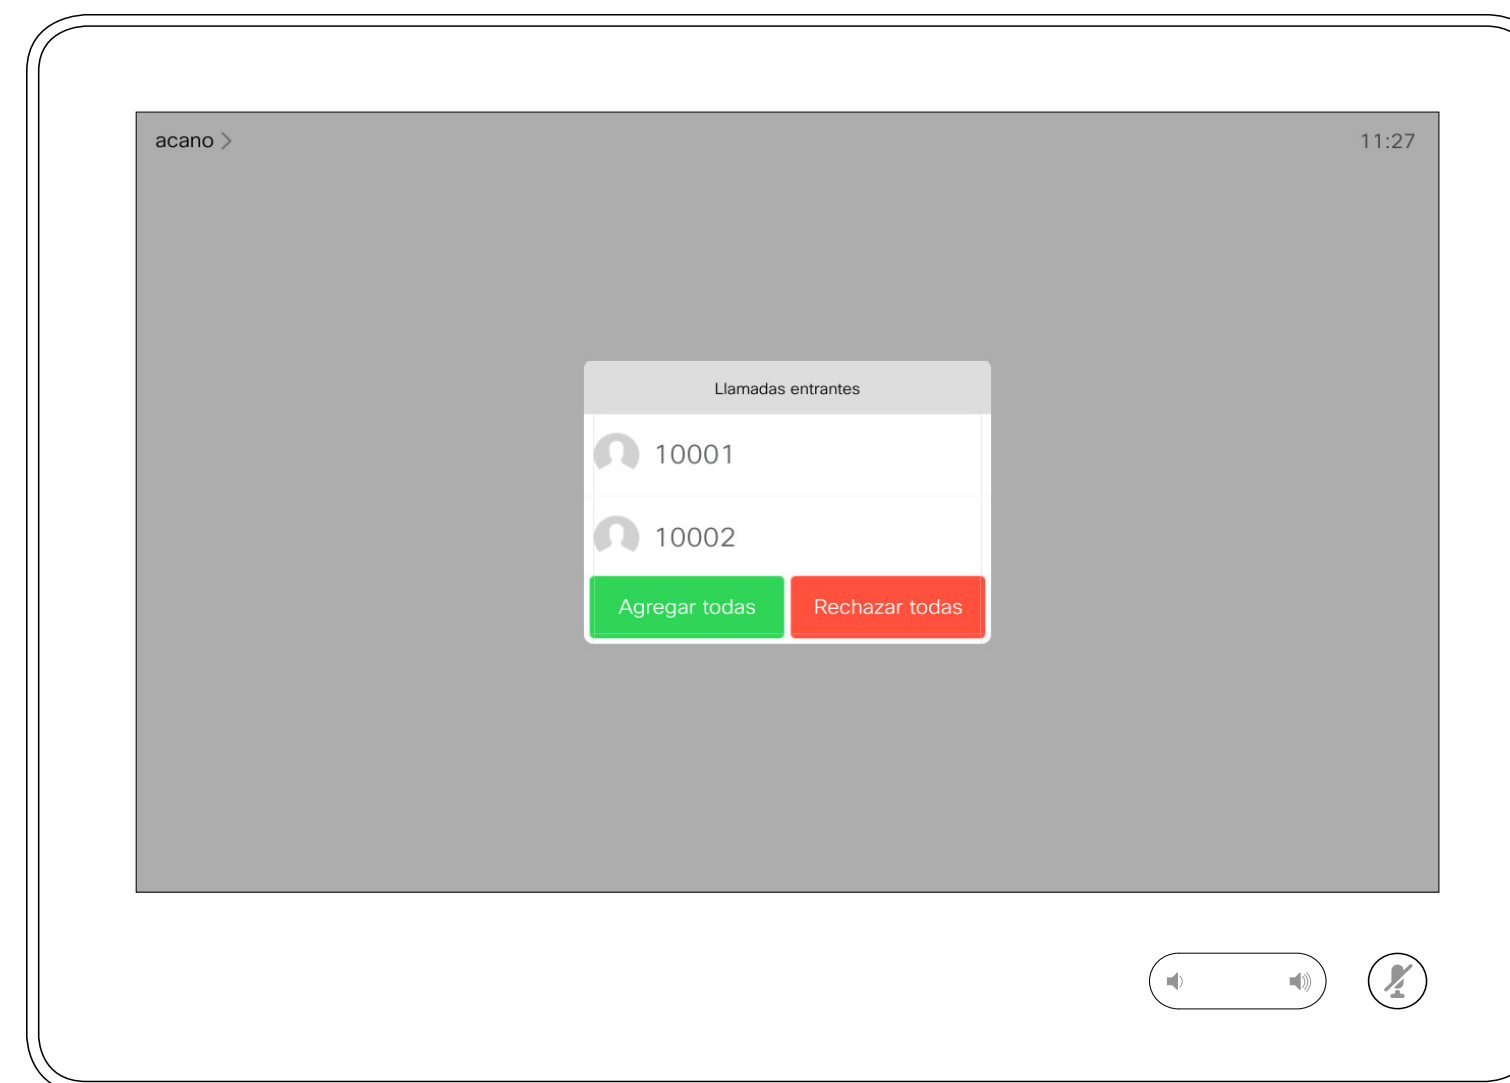 acano
11:27
Llamadas entrantes
10001
10002
Agregar todas
Rechazar todas